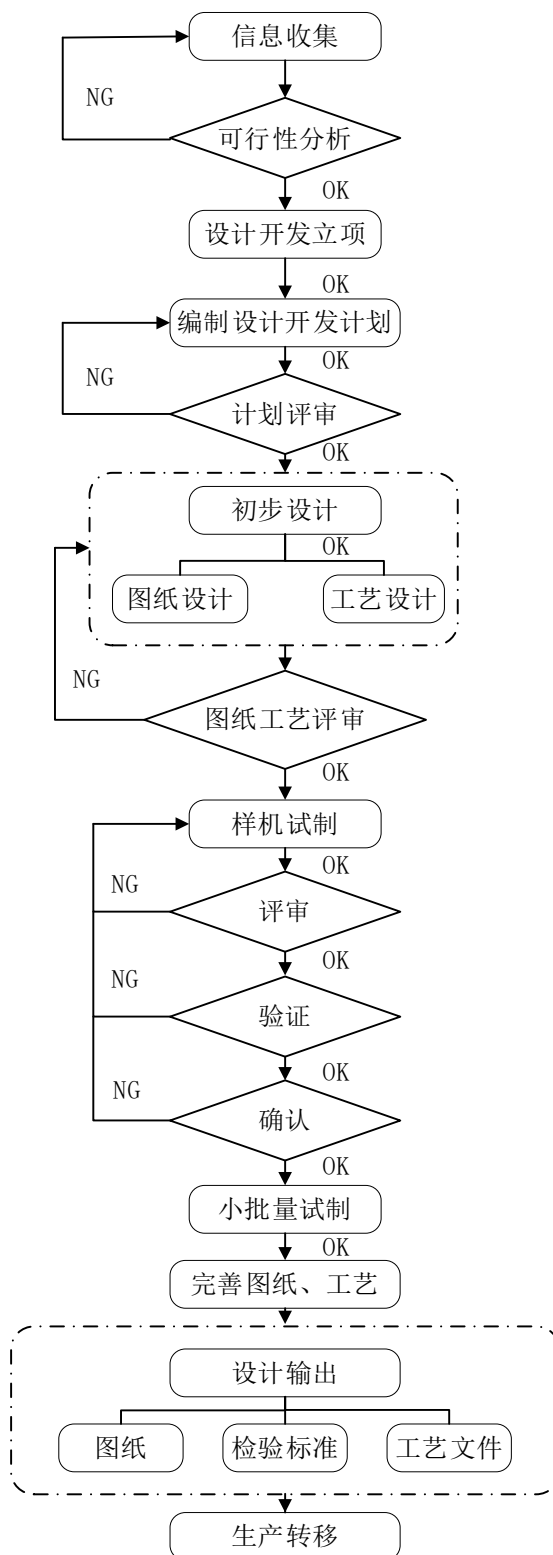 信息收集
NG
可行性分析
OK
设计开发立项
OK
编制设计开发计划
OK
NG
计划评审
OK
初步设计
OK
图纸设计 工艺设计
NG
图纸工艺评审
OK
样机试制
OK
NG
评审
OK
NG
验证
OK
NG
确认
OK
小批量试制
OK
完善图纸、工艺
设计输出
图纸 检验标准 工艺文件
生产转移